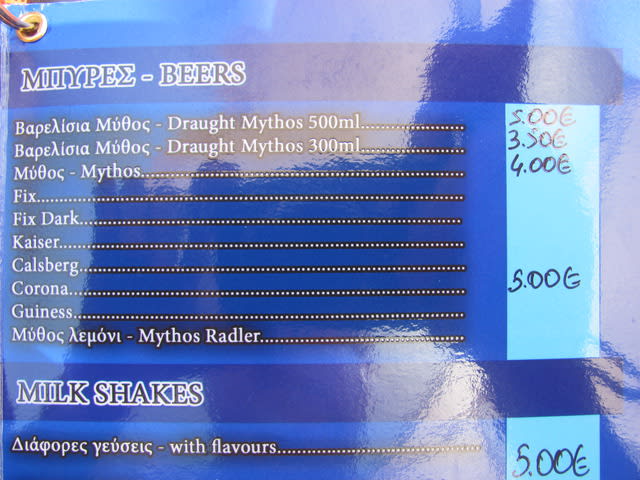 ΜΠΥΡΕΣ - BEERS
Βαρελίσια Μύθος - Draught Mythos 500ml 5.00€
Βαρελίσια Μύθος - Draught Mythos 300ml 3.50€
Μύθος - Mythos 4.00€
Fix
Fix Dark
Kaiser
Calsberg
Corona 5.00€
Guiness
Μύθος λεμόνι - Mythos Radler
MILK SHAKES
Διάφορες γεύσεις - with flavours 5.00€